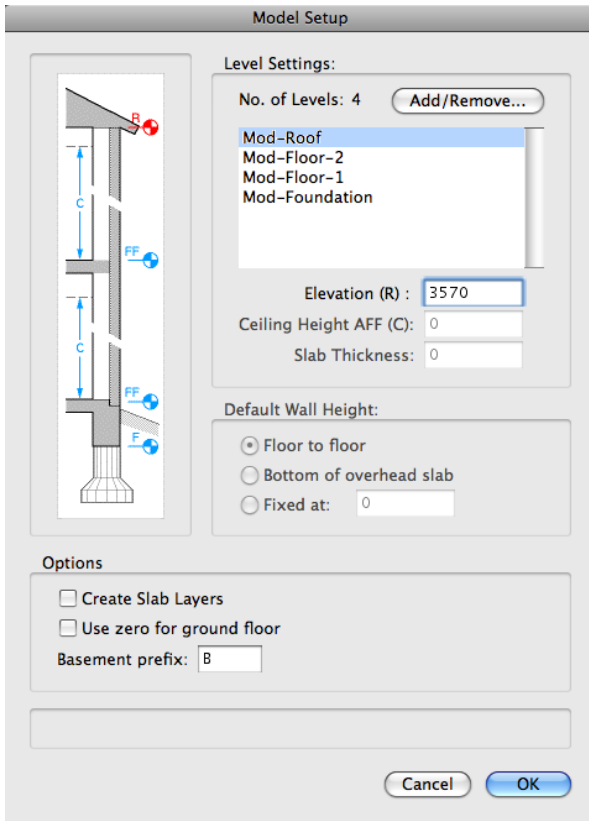 Model Setup
Level Settings:
No. of Levels: 4 Add/Remove...
Mod-Roof
Mod-Floor-2
Mod-Floor-1
Mod-Foundation
Elevation (R) : 3570
Ceiling Height AFF (C): 0
Slab Thickness: 0
R
C
FF
C
FF
F
Default Wall Height:
Floor to floor
Bottom of overhead slab
Fixed at: 0
Options
Create Slab Layers
Use zero for ground floor
Basement prefix: B
Cancel OK